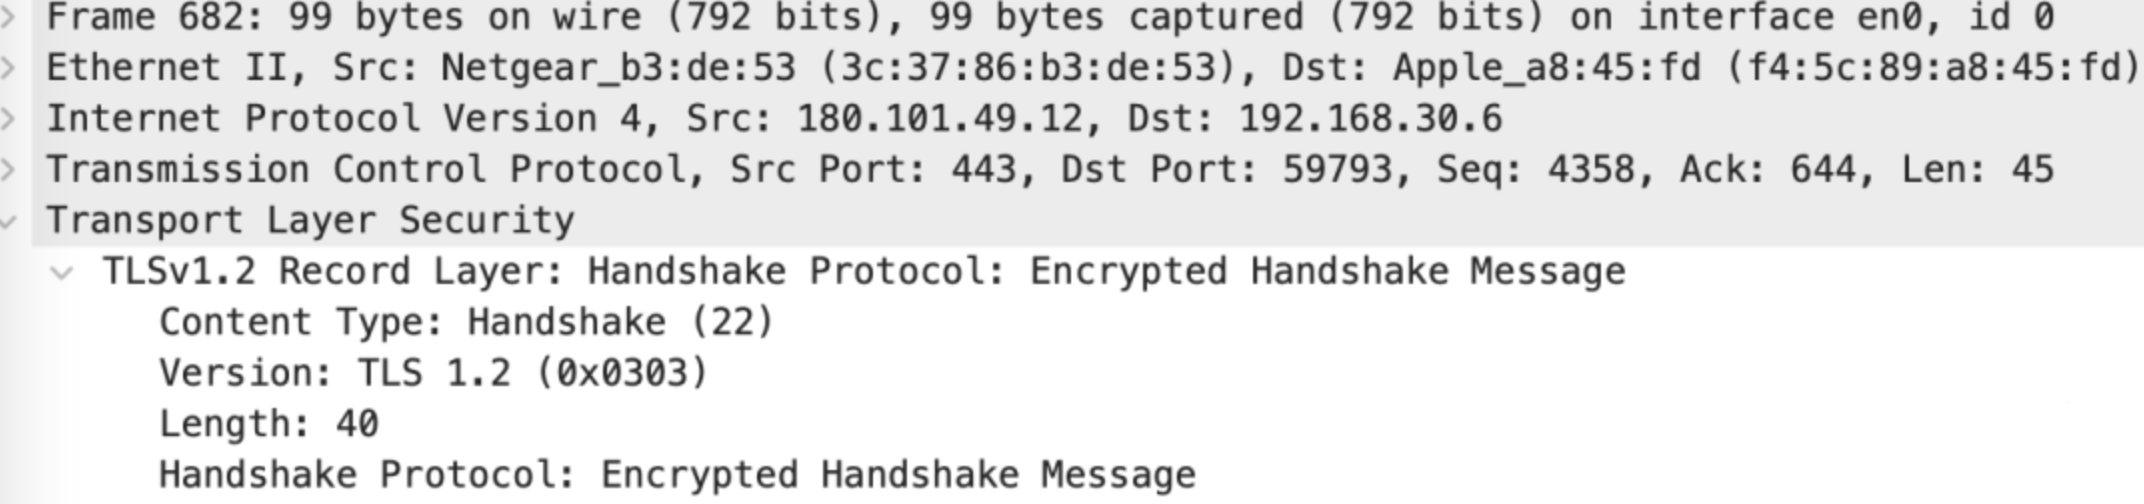 Frame 682: 99 bytes on wire (792 bits), 99 bytes captured (792 bits) on interface en0, id 0
Ethernet II, Src: Netgear_b3:de:53 (3c:37:86:b3:de:53), Dst: Apple_a8:45:fd (f4:5c:89:a8:45:fd)
Internet Protocol Version 4, Src: 180.101.49.12, Dst: 192.168.30.6
Transmission Control Protocol, Src Port: 443, Dst Port: 59793, Seq: 4358, Ack: 644, Len: 45
Transport Layer Security
TLSv1.2 Record Layer: Handshake Protocol: Encrypted Handshake Message
Content Type: Handshake (22)
Version: TLS 1.2 (0x0303)
Length: 40
Handshake Protocol: Encrypted Handshake Message